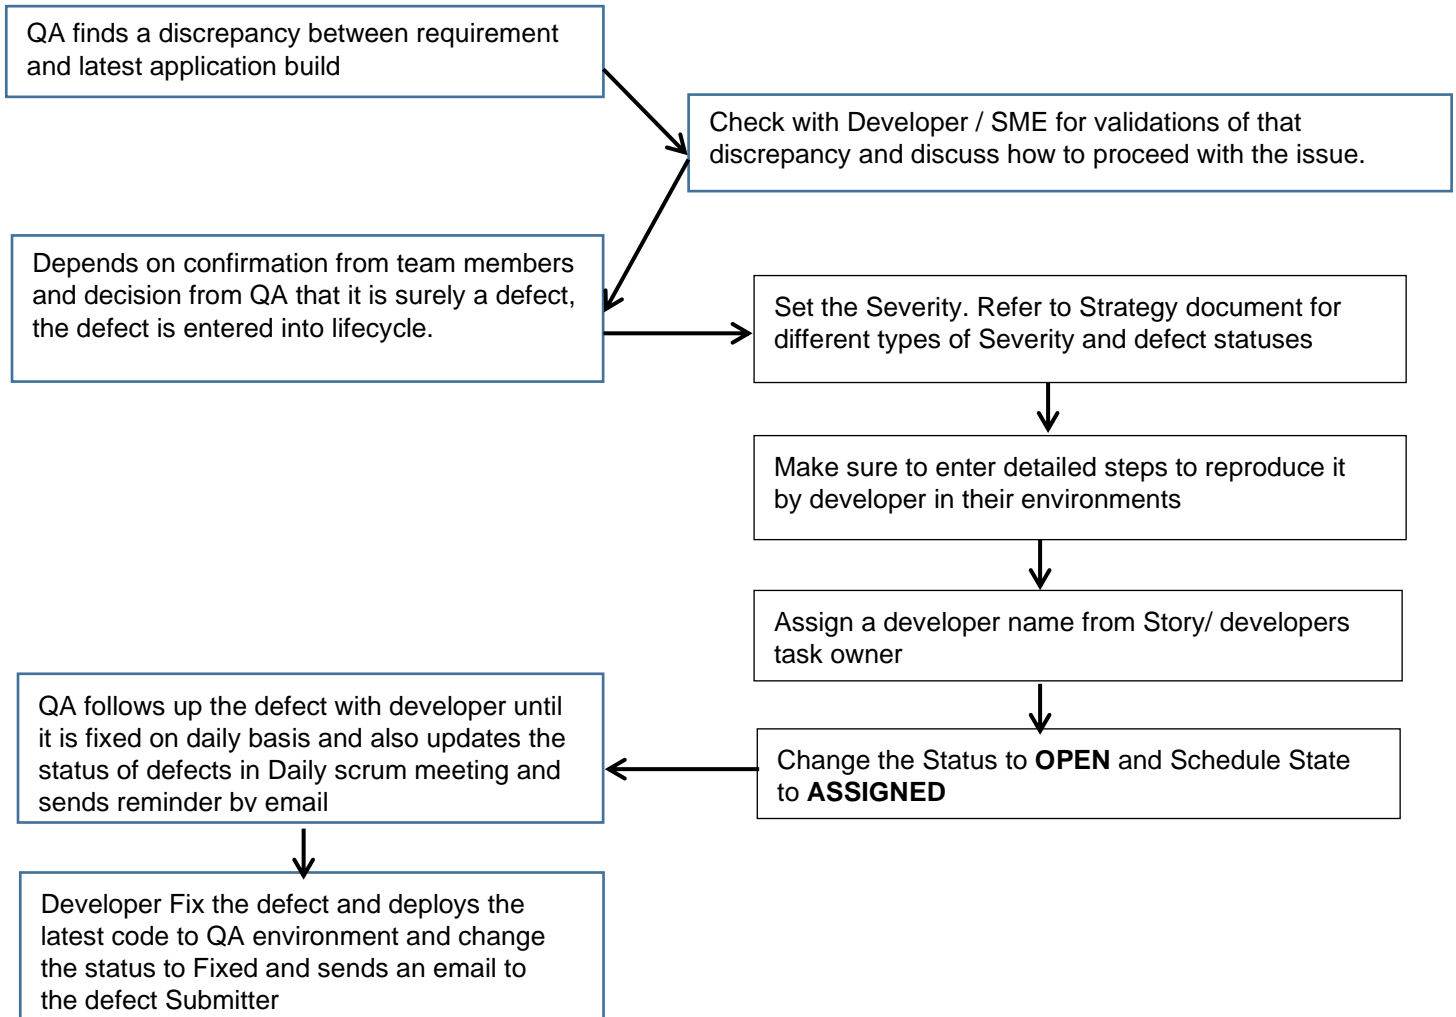 QA finds a discrepancy between requirement
and latest application build
Check with Developer / SME for validations of that
discrepancy and discuss how to proceed with the issue.
Depends on confirmation from team members
and decision from QA that it is surely a defect,
the defect is entered into lifecycle.
Set the Severity. Refer to Strategy document for
different types of Severity and defect statuses
Make sure to enter detailed steps to reproduce it
by developer in their environments
Assign a developer name from Story/ developers
task owner
Change the Status to OPEN and Schedule State
to ASSIGNED
QA follows up the defect with developer until
it is fixed on daily basis and also updates the
status of defects in Daily scrum meeting and
sends reminder by email
Developer Fix the defect and deploys the
latest code to QA environment and change
the status to Fixed and sends an email to
the defect Submitter